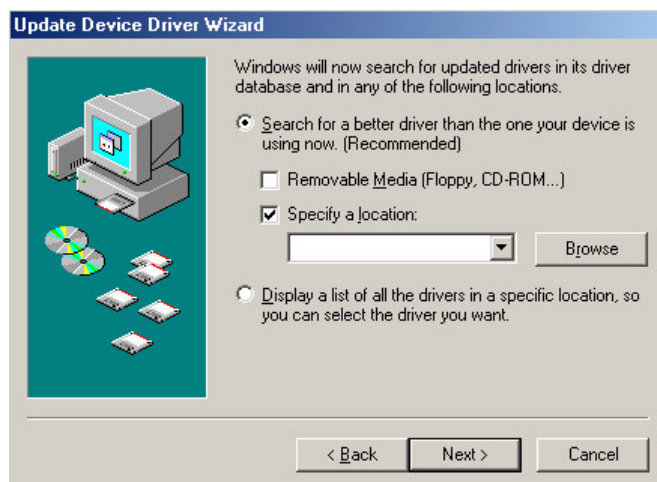 Update Device Driver Wizard
Windows will now search for updated drivers in its driver
database and in any of the following locations.
Search for a better driver than the one your device is
using now. (Recommended)
Removable Media (Floppy, CD-ROM...)
Specify a location:
Browse
Display a list of all the drivers in a specific location, so
you can select the driver you want.
< Back
Next >
Cancel